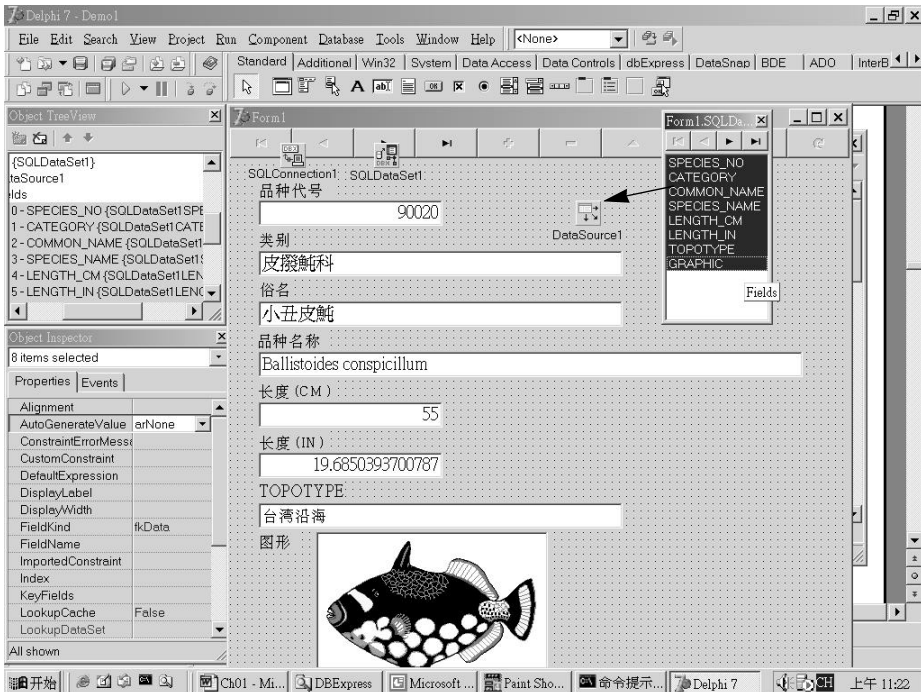 Delphi 7 - Demo1
File Edit Search View Project Run Component Database Tools Window Help <None>
Standard Additional Win32 System Data Access Data Controls dbExpress DataSnap BDE ADO InterB
Object TreeView
{SQLDataSet1}
taSource1
lds
0 - SPECIES_NO {SQLDataSet1SPE
1 - CATEGORY {SQLDataSet1CATE
2 - COMMON_NAME {SQLDataSet1
3 - SPECIES_NAME {SQLDataSet1S
4 - LENGTH_CM {SQLDataSet1LEN
5 - LENGTH_IN {SQLDataSet1LENG
Object Inspector
8 items selected
Properties Events
Alignment
AutoGenerateValue arNone
ConstraintErrorMessa
CustomConstraint
DefaultExpression
DisplayLabel
DisplayWidth
FieldKind fkData
FieldName
ImportedConstraint
Index
KeyFields
LookupCache False
LookupDataSet
All shown
Form1
SQLConnection1 SQLDataSet1
品种代号
90020
DataSource1
类别
皮撥魨科
俗名
小丑皮魨
品种名称
Ballistoides conspicillum
长度(CM)
55
长度(IN)
19.6850393700787
TOPOTYPE
台湾沿海
图形
Form1.SQLDa...
SPECIES_NO
CATEGORY
COMMON_NAME
SPECIES_NAME
LENGTH_CM
LENGTH_IN
TOPOTYPE
GRAPHIC
Fields
开始 Ch01 - Mi... DBExpress Microsoft ... Paint Sho... 命令提示... Delphi 7 CH 上午 11:22